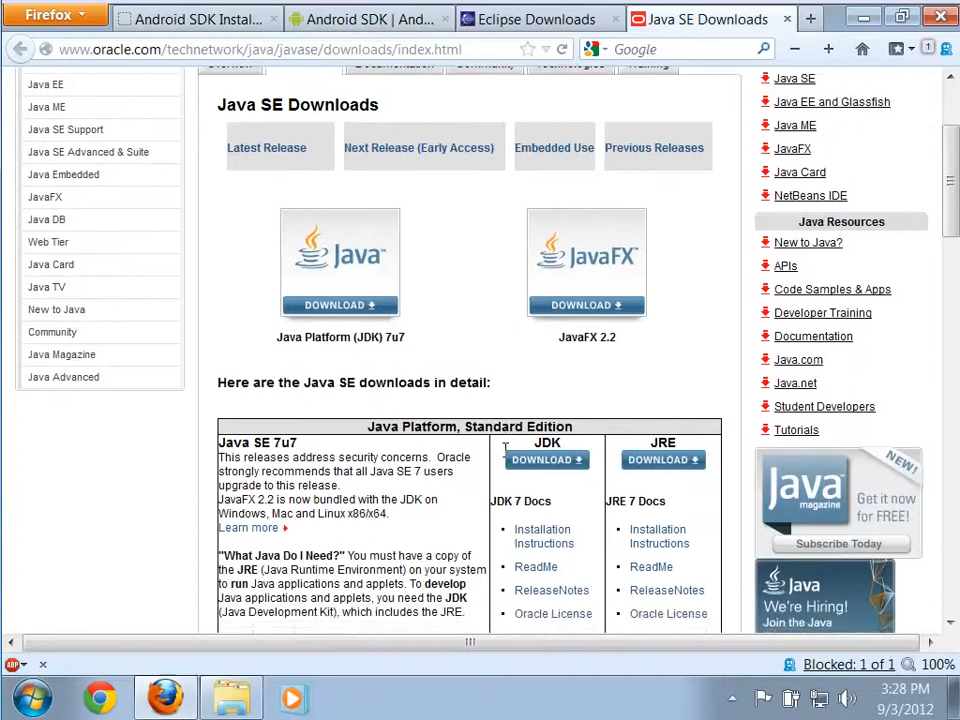 Firefox
Android SDK Instal...
Android SDK | And...
Eclipse Downloads
Java SE Downloads
www.oracle.com/technetwork/java/javase/downloads/index.html
Google
1
Java EE
Java ME
Java SE Support
Java SE Advanced & Suite
Java Embedded
JavaFX
Java DB
Web Tier
Java Card
Java TV
New to Java
Community
Java Magazine
Java Advanced
Java SE Downloads
Latest Release
Next Release (Early Access)
Embedded Use
Previous Releases
Java™
DOWNLOAD
Java Platform (JDK) 7u7
JavaFX™
DOWNLOAD
JavaFX 2.2
Here are the Java SE downloads in detail:
Java Platform, Standard Edition
Java SE 7u7
This releases address security concerns. Oracle
strongly recommends that all Java SE 7 users
upgrade to this release.
JavaFX 2.2 is now bundled with the JDK on
Windows, Mac and Linux x86/x64.
Learn more
"What Java Do I Need?" You must have a copy of
the JRE (Java Runtime Environment) on your system
to run Java applications and applets. To develop
Java applications and applets, you need the JDK
(Java Development Kit), which includes the JRE.
JDK
DOWNLOAD
JDK 7 Docs
Installation
Instructions
ReadMe
ReleaseNotes
Oracle License
JRE
DOWNLOAD
JRE 7 Docs
Installation
Instructions
ReadMe
ReleaseNotes
Oracle License
Java SE
Java EE and Glassfish
Java ME
JavaFX
Java Card
NetBeans IDE
Java Resources
New to Java?
APIs
Code Samples & Apps
Developer Training
Documentation
Java.com
Java.net
Student Developers
Tutorials
NEW!
Java
magazine
Get it now
for FREE!
Subscribe Today
Java
We're Hiring!
Join the Java
ABP
Blocked: 1 of 1
100%
3:28 PM
9/3/2012